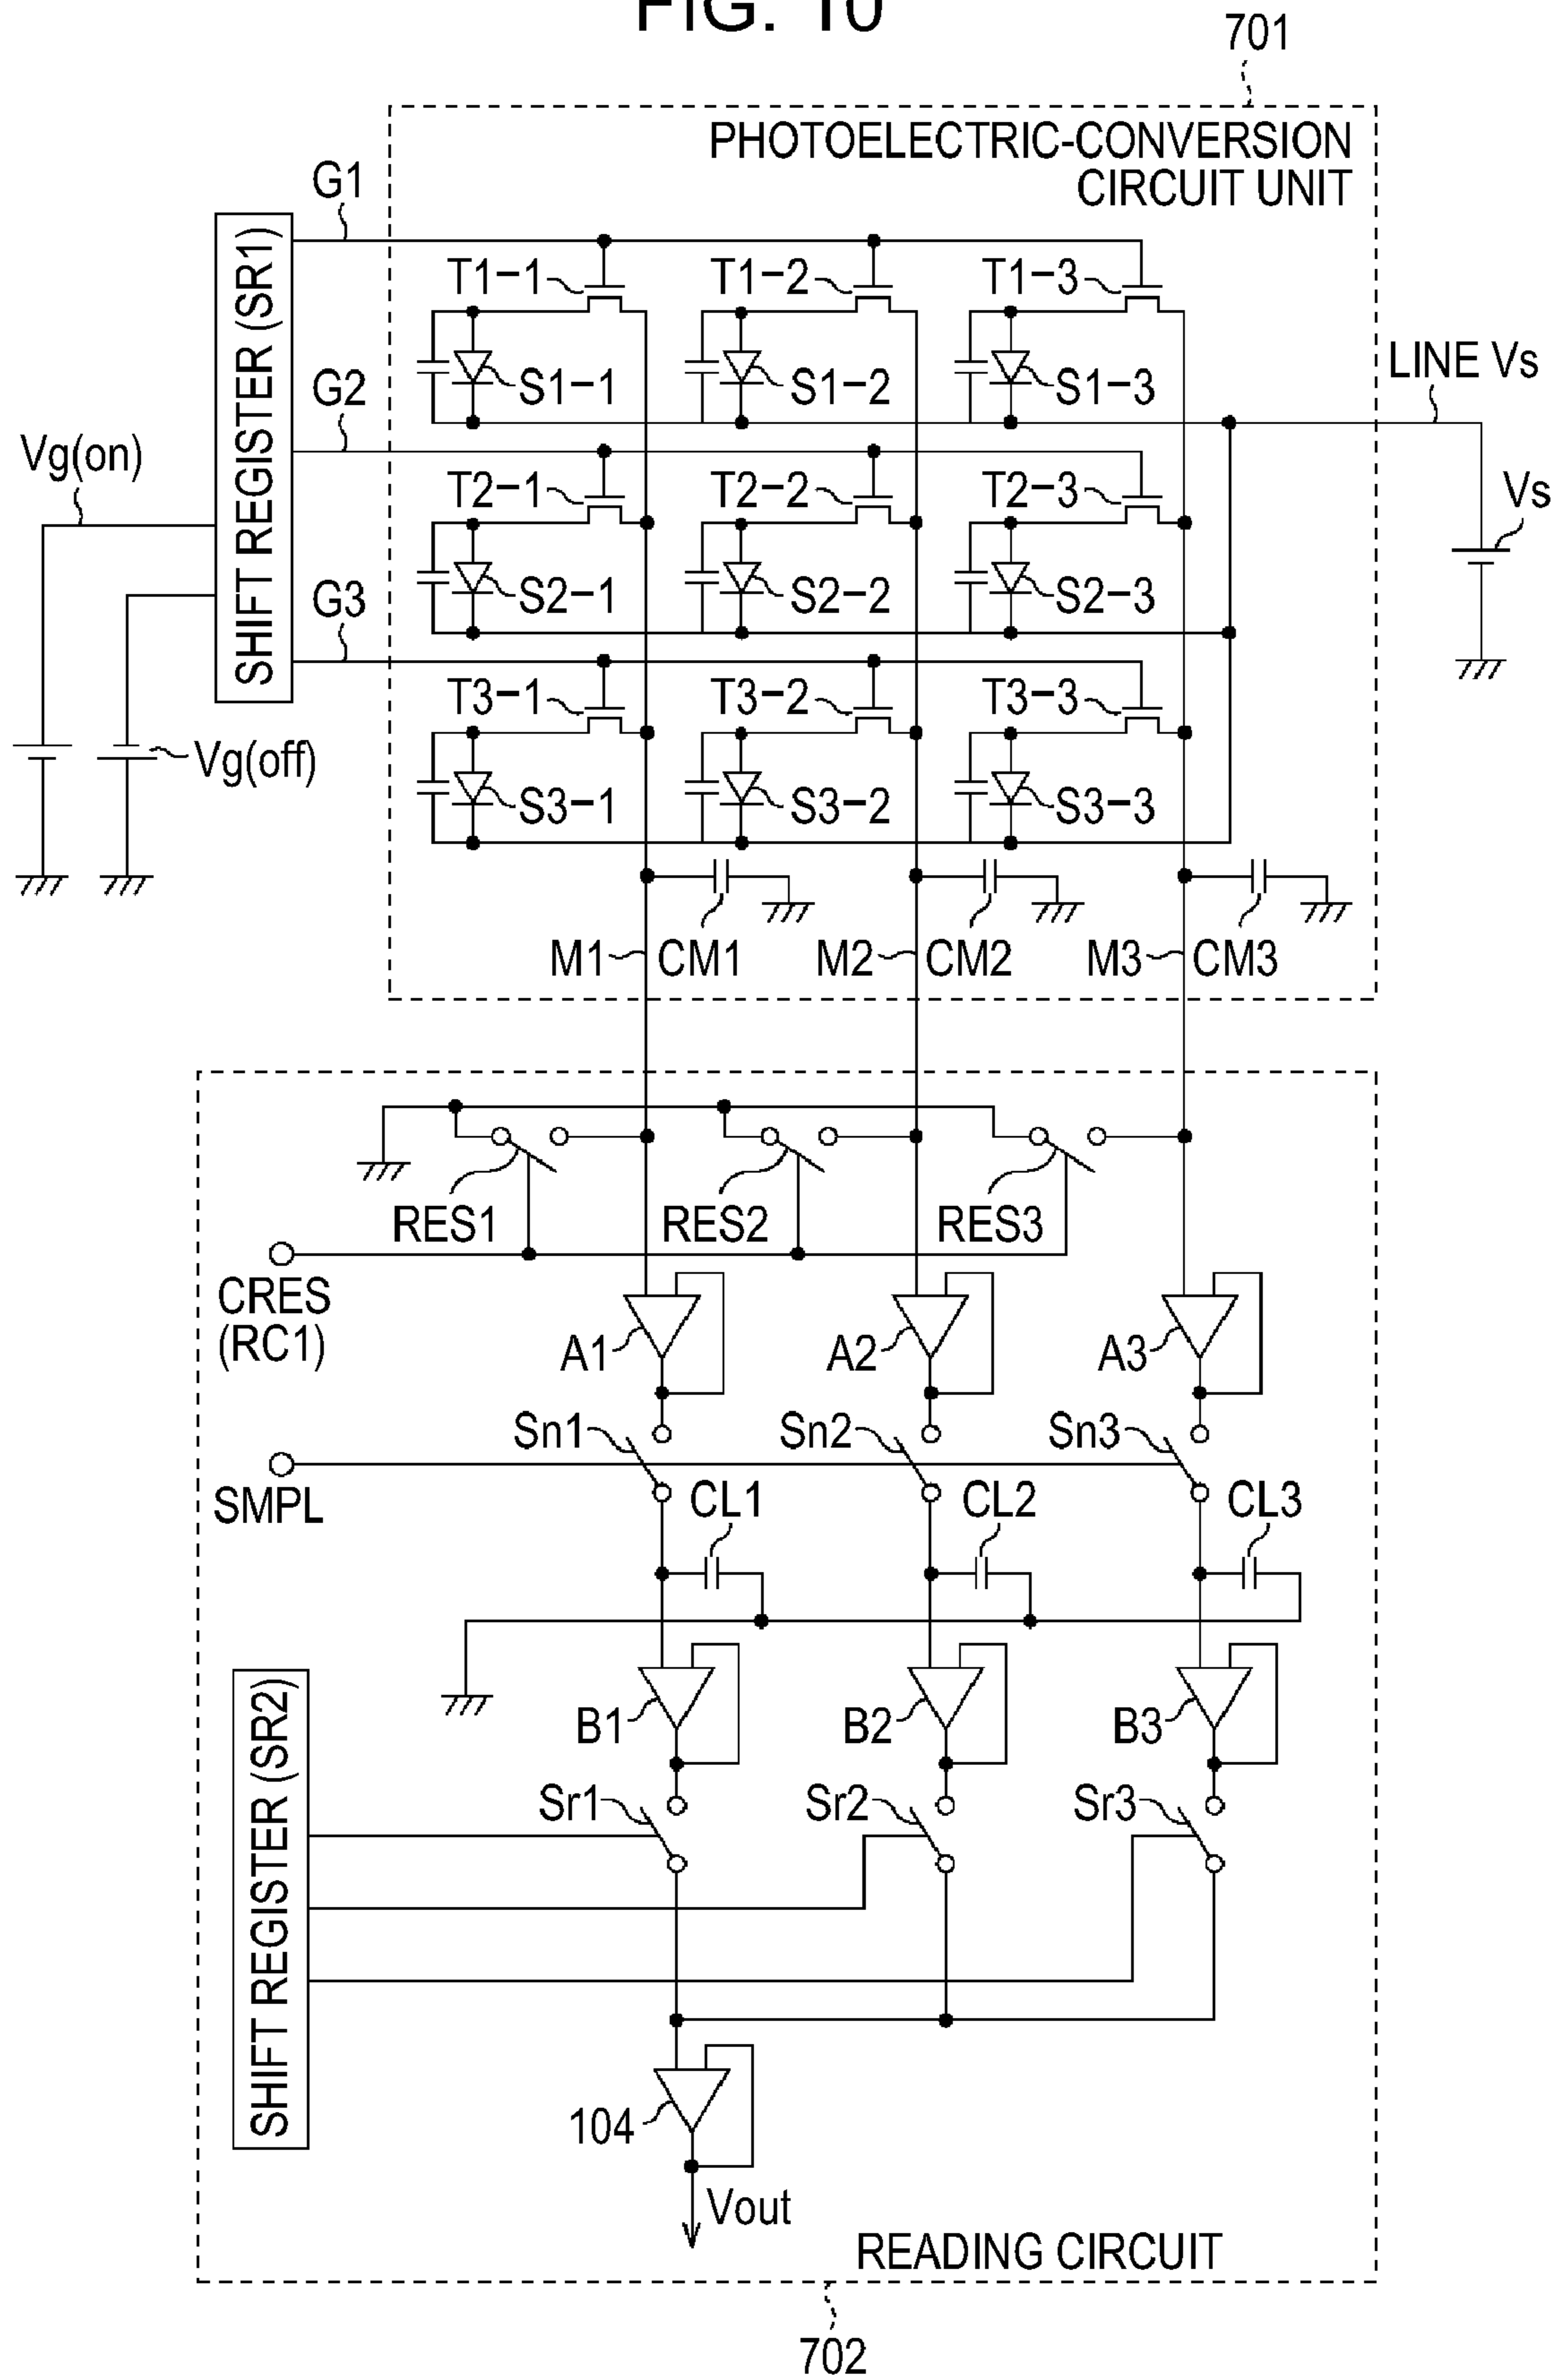 FIG. 10
701
PHOTOELECTRIC-CONVERSION
CIRCUIT UNIT
G1
SHIFT REGISTER (SR1)
T1-1
T1-2
T1-3
S1-1
S1-2
S1-3
LINE Vs
G2
Vg(on)
T2-1
T2-2
T2-3
Vs
S2-1
S2-2
S2-3
G3
T3-1
T3-2
T3-3
Vg(off)
S3-1
S3-2
S3-3
M1
CM1
M2
CM2
M3
CM3
RES1
RES2
RES3
CRES
(RC1)
A1
A2
A3
Sn1
Sn2
Sn3
SMPL
CL1
CL2
CL3
SHIFT REGISTER (SR2)
B1
B2
B3
Sr1
Sr2
Sr3
104
Vout
READING CIRCUIT
702